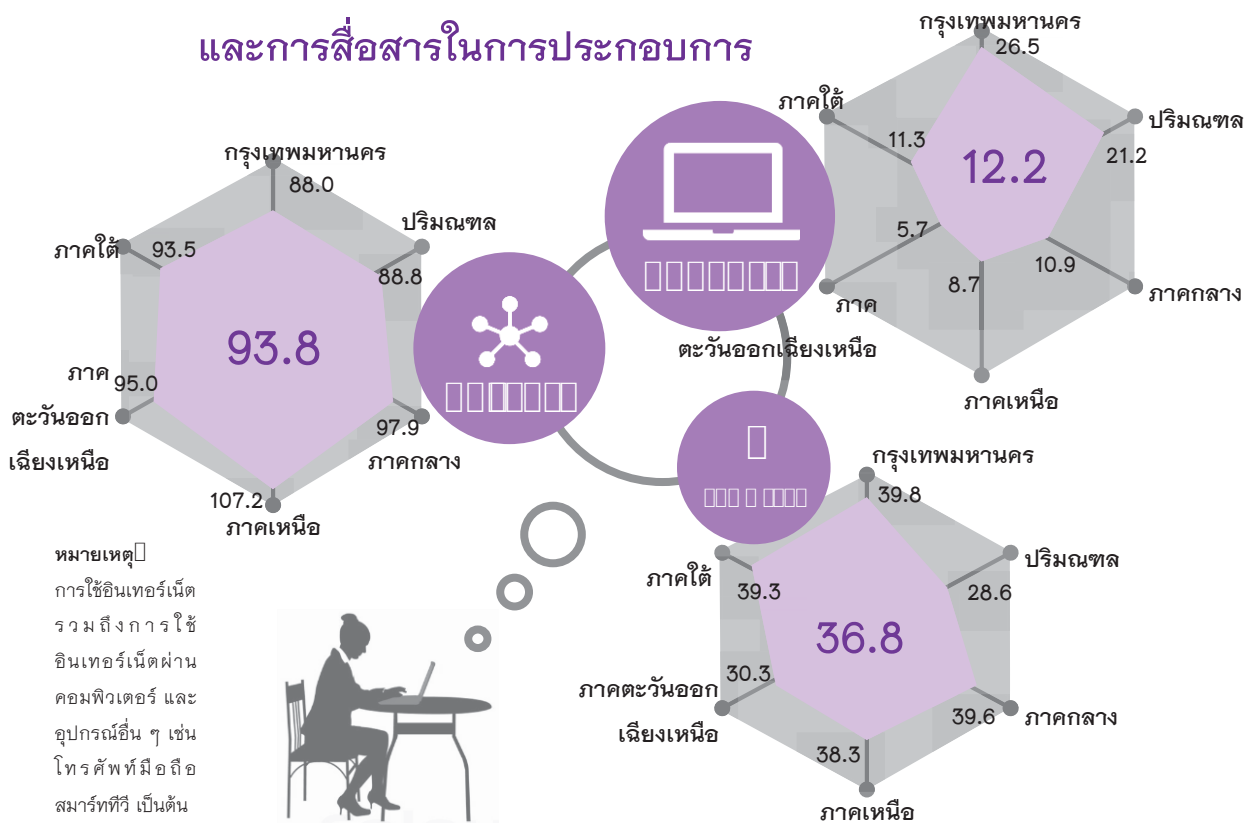 และการสื่อสารในการประกอบการ
กรุงเทพมหานคร
88.0
ปริมณฑล
88.8
ภาคใต้
93.5
93.8
ภาค
ตะวันออก
เฉียงเหนือ
95.0
97.9
ภาคกลาง
107.2
ภาคเหนือ
กรุงเทพมหานคร
26.5
ภาคใต้
11.3
ปริมณฑล
21.2
12.2
5.7
ภาค
ตะวันออกเฉียงเหนือ
8.7
10.9
ภาคกลาง
ภาคเหนือ
กรุงเทพมหานคร
39.8
ภาคใต้
39.3
ปริมณฑล
28.6
36.8
30.3
ภาคตะวันออก
เฉียงเหนือ
39.6
ภาคกลาง
38.3
ภาคเหนือ
หมายเหตุ
การใช้อินเทอร์เน็ต
รวมถึงการใช้
อินเทอร์เน็ตผ่าน
คอมพิวเตอร์ และ
อุปกรณ์อื่น ๆ เช่น
โทรศัพท์มือถือ
สมาร์ททีวี เป็นต้น